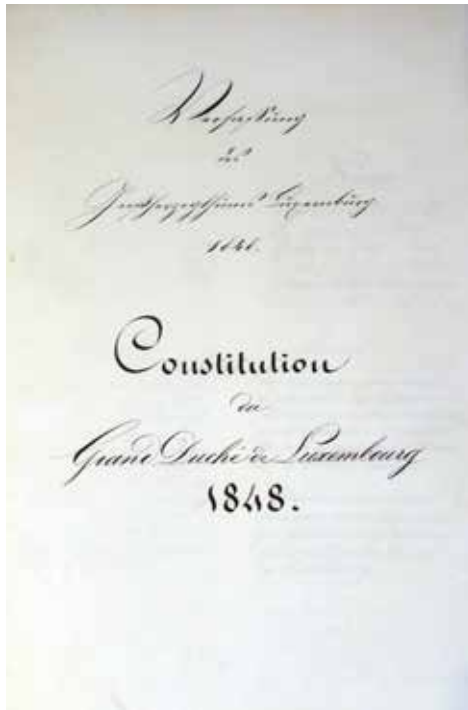 Verfassung
des
Großherzogthums Luxemburg
1848.
Constitution
du
Grand Duché de Luxembourg
1848.